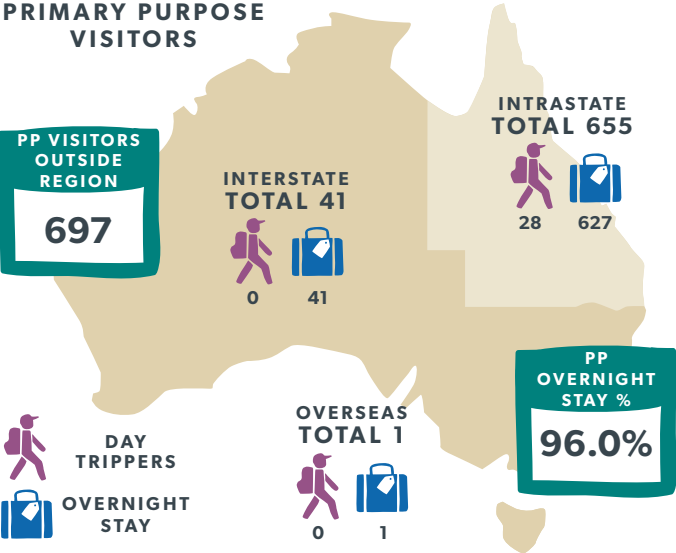 PRIMARY PURPOSE
VISITORS
PP VISITORS
OUTSIDE
REGION
697
INTERSTATE
TOTAL 41
0 41
INTRASTATE
TOTAL 655
28 627
OVERSEAS
TOTAL 1
0 1
PP
OVERNIGHT
STAY %
96.0%
DAY
TRIPPERS
OVERNIGHT
STAY